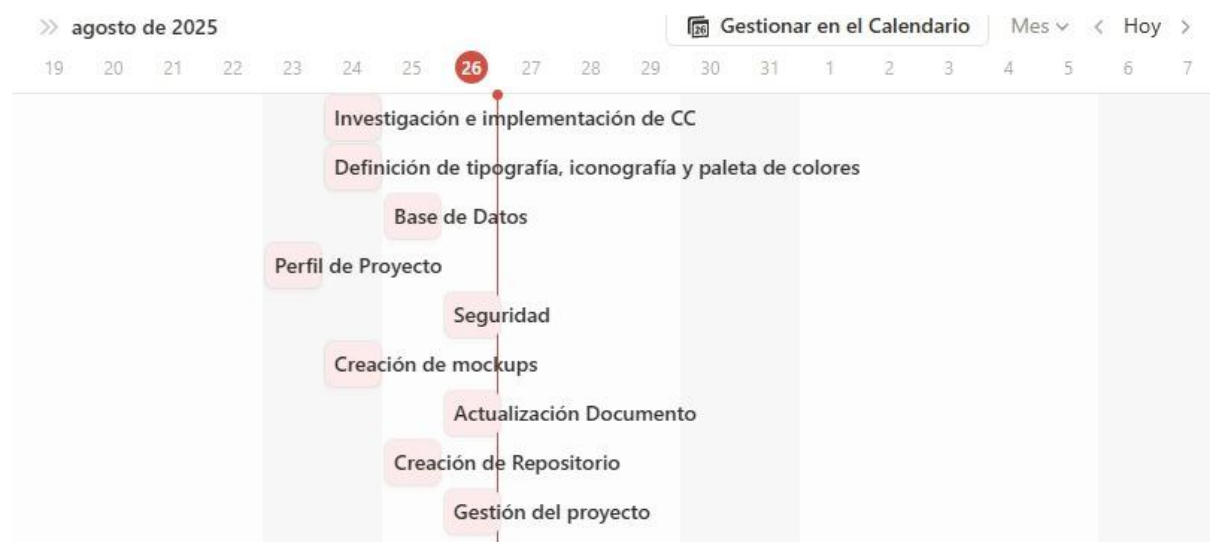 agosto de 2025 Gestionar en el Calendario Mes Hoy
19 20 21 22 23 24 25 26 27 28 29 30 31 1 2 3 4 5 6 7
Investigación e implementación de CC
Definición de tipografía, iconografía y paleta de colores
Base de Datos
Perfil de Proyecto
Seguridad
Creación de mockups
Actualización Documento
Creación de Repositorio
Gestión del proyecto